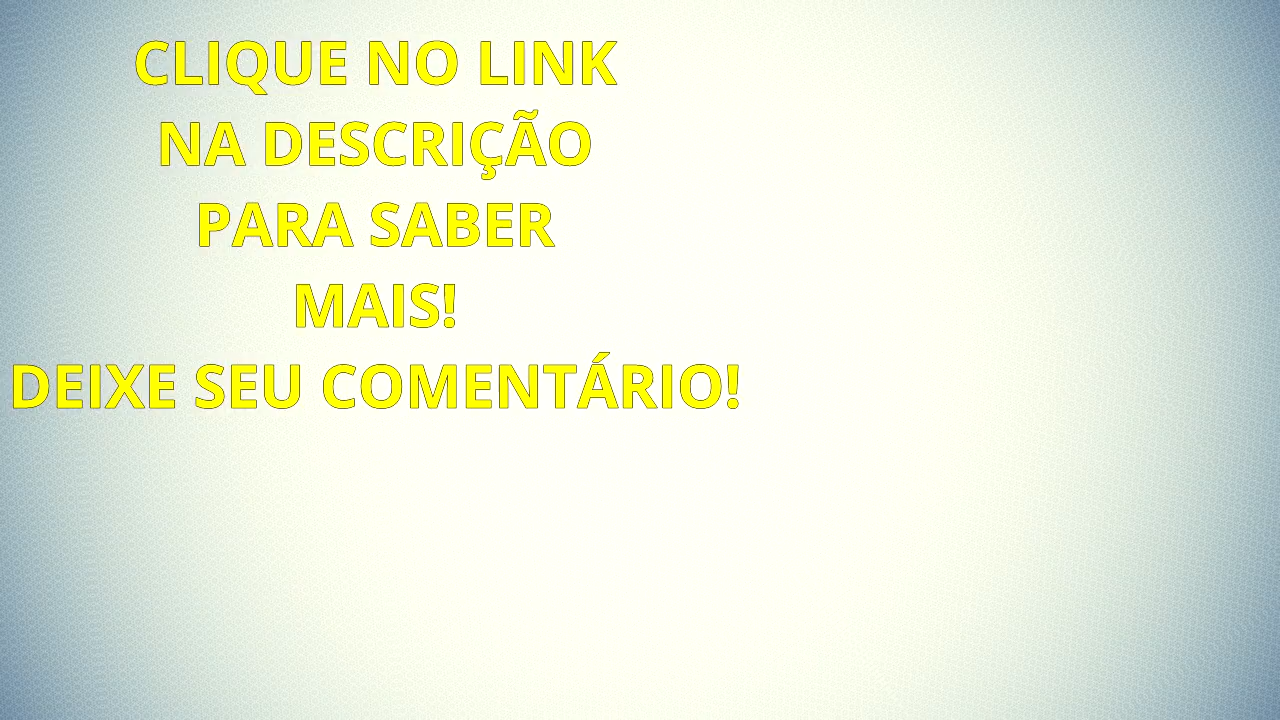 CLIQUE NO LINK
NA DESCRIÇÃO
PARA SABER
MAIS!
DEIXE SEU COMENTÁRIO!